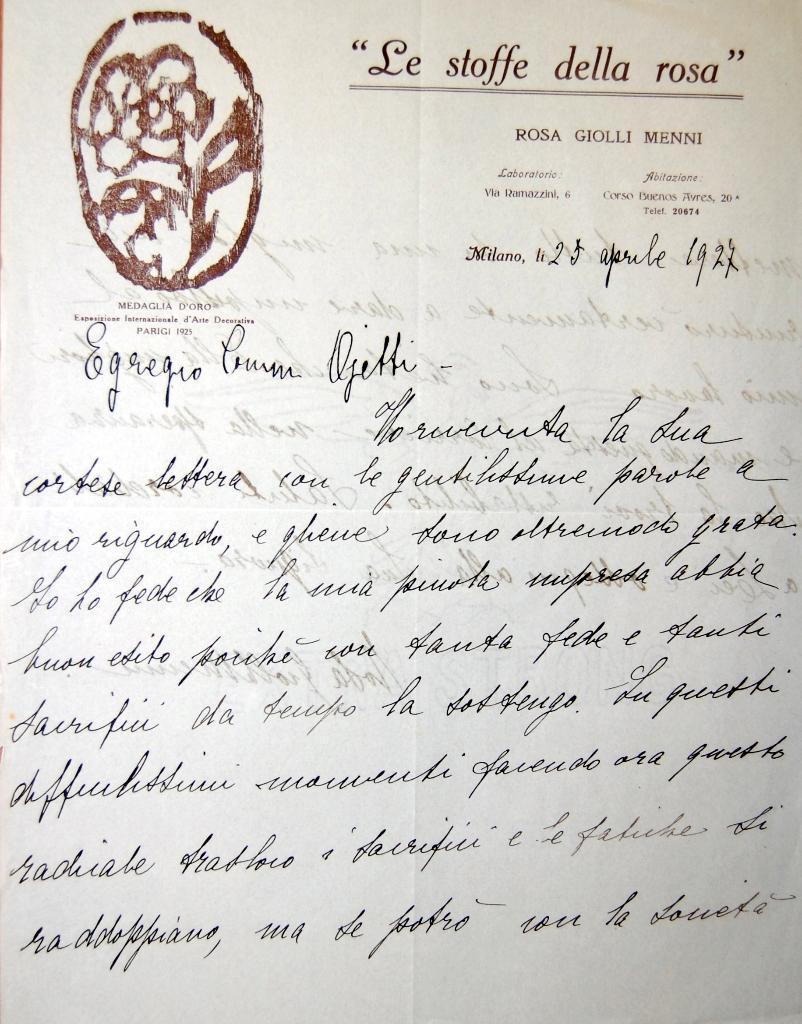 "Le stoffe della rosa"
ROSA GIOLLI MENNI
Laboratorio:
Via Ramazzini, 6
Abitazione:
Corso Buenos Ayres, 20 A
Telef. 20674
Milano, li 25 aprile 1927
MEDAGLIA D'ORO
Esposizione Internazionale d'Arte Decorativa
PARIGI 1925
Egregio Comm Ojetti -
la sua
cortese lettera con le gentilissime parole a
mio riguardo, e gliene sono oltremodo grata.
Io ho fede che la mia piccola impresa abbia
buon esito poiché con tanta fede e tanti
sacrifici da tempo la sostengo. In questi
difficilissimi momenti facendo ora questo
radicale trasloco i sacrifici e le fatiche si
raddoppiano, ma se potrò con la società